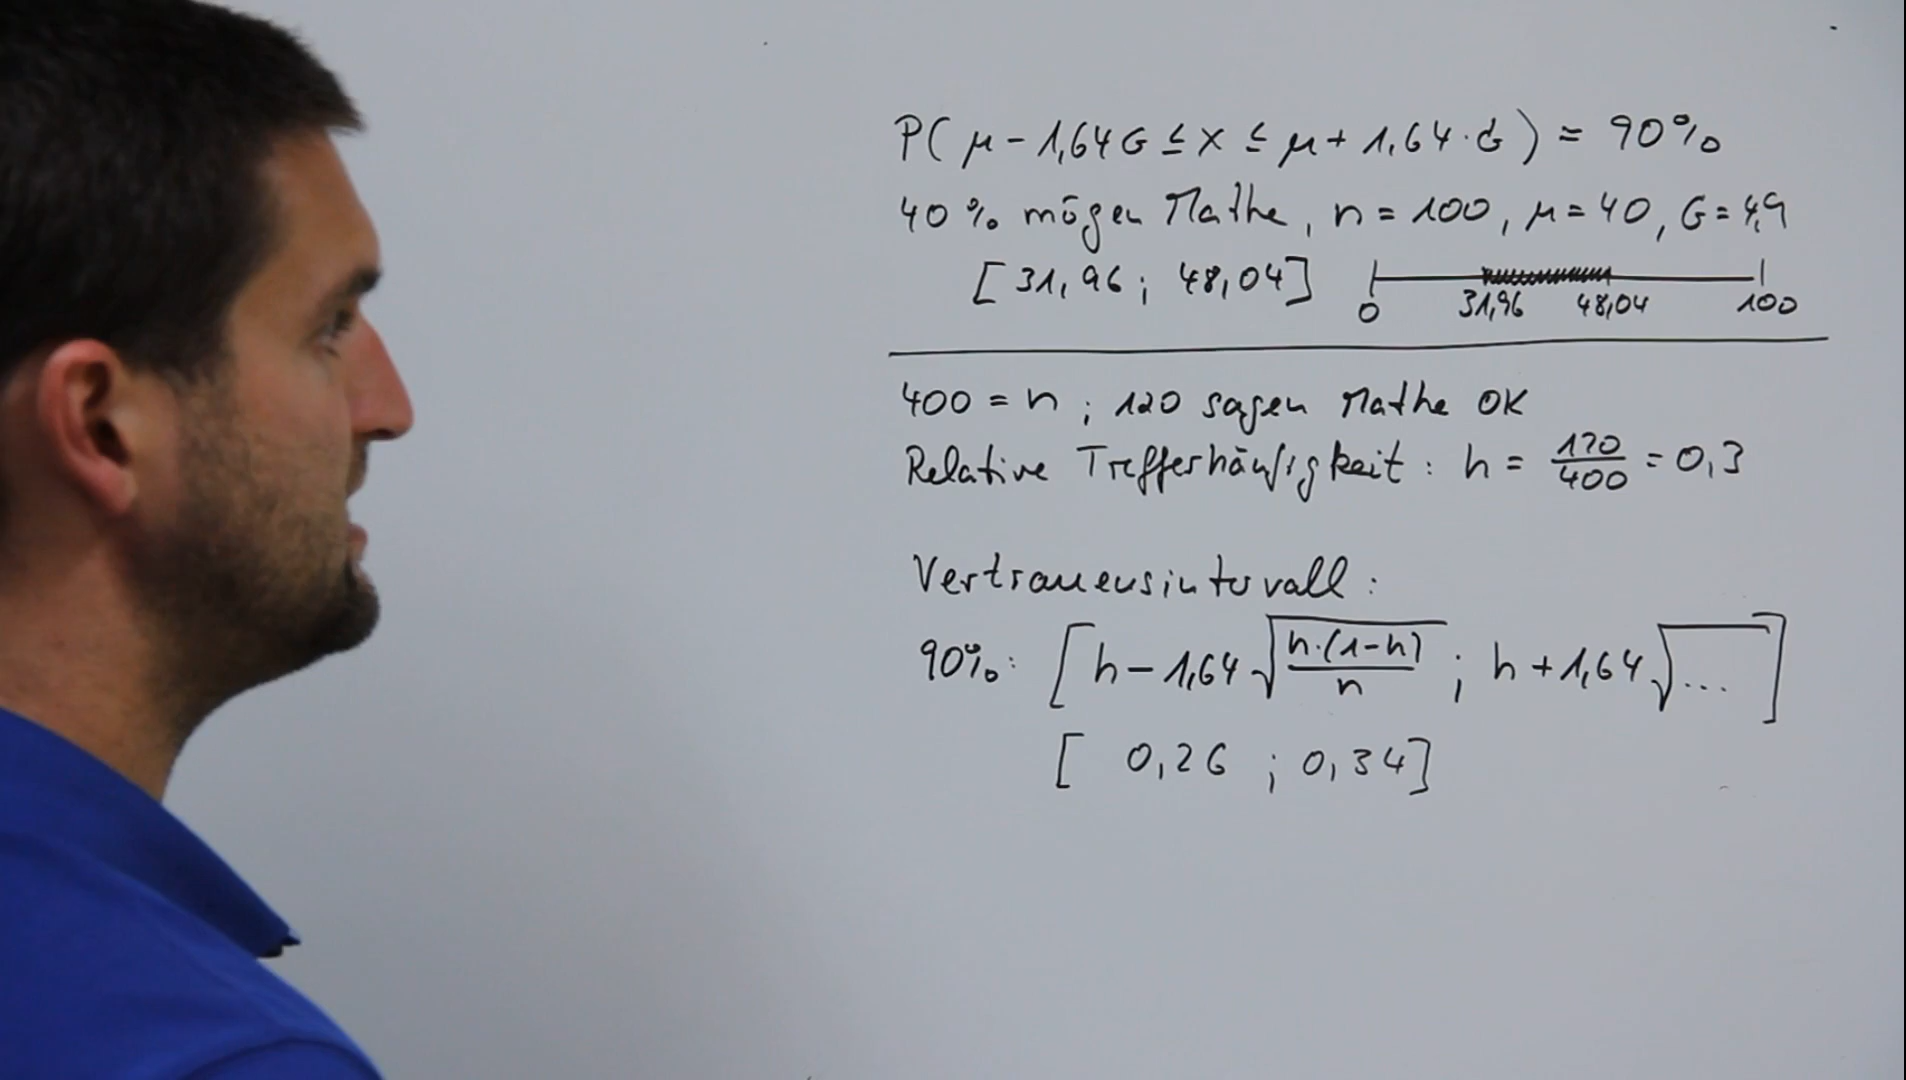 P( μ - 1,64σ ≤ x ≤ μ + 1,64·σ ) = 90%
40% mögen Mathe, n = 100, μ = 40, σ = 4,9
[31,96; 48,04]
0 31,96 48,04 100
400 = n ; 120 sagen Mathe OK
Relative Trefferhäufigkeit: h = 120/400 = 0,3
Vertrauensintervall:
90%: [h - 1,64 √(h·(1-h)/n) ; h + 1,64 √...]
[ 0,26 ; 0,34]